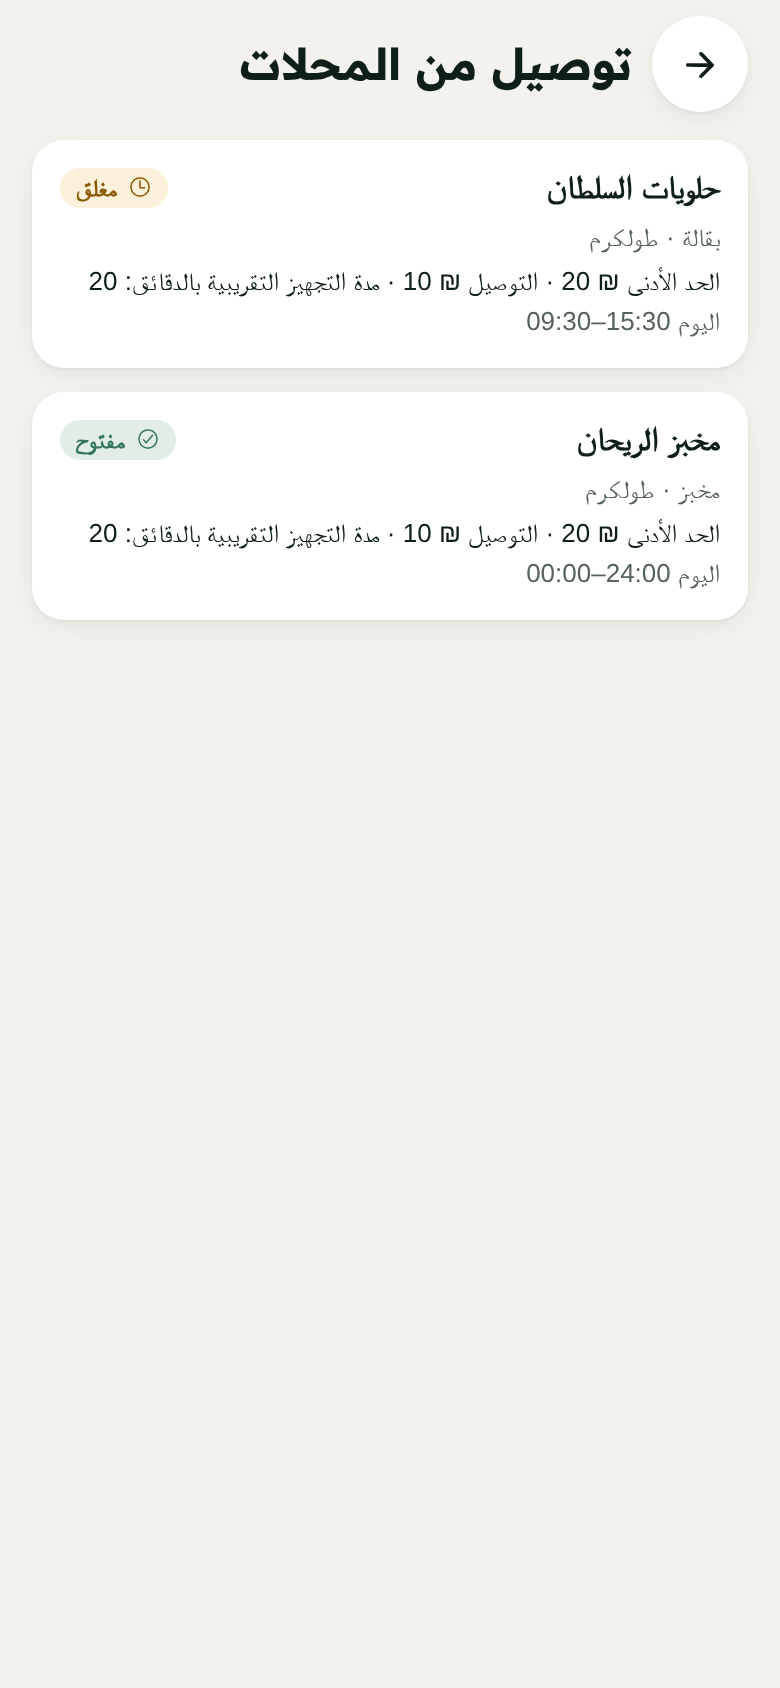 توصيل من المحلات
حلويات السلطان
مغلق
بقالة · طولكرم
الحد الأدنى ₪ 20 · التوصيل ₪ 10 · مدة التجهيز التقريبية بالدقائق: 20
اليوم 09:30–15:30
مخبز الريحان
مفتوح
مخبز · طولكرم
الحد الأدنى ₪ 20 · التوصيل ₪ 10 · مدة التجهيز التقريبية بالدقائق: 20
اليوم 00:00–24:00